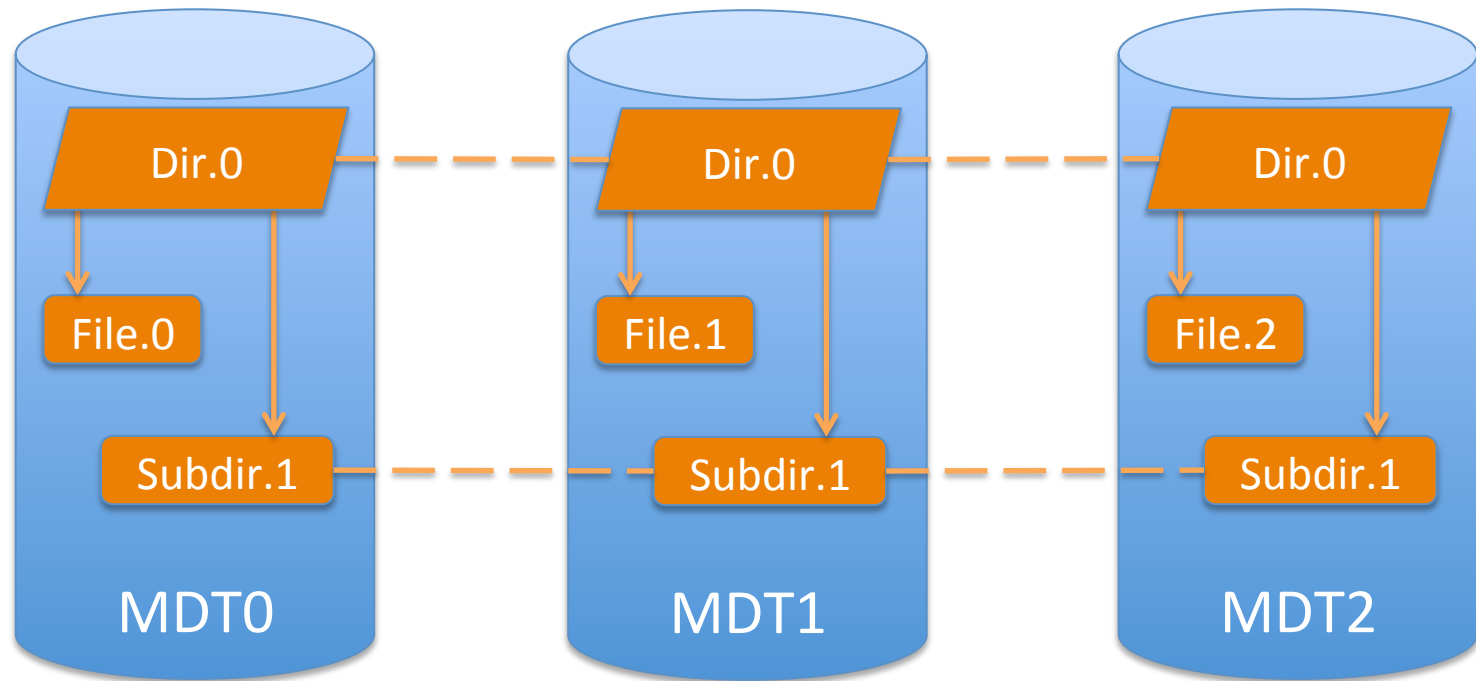 Dir.0
Dir.0
Dir.0
File.0
File.1
File.2
Subdir.1
Subdir.1
Subdir.1
MDT0
MDT1
MDT2